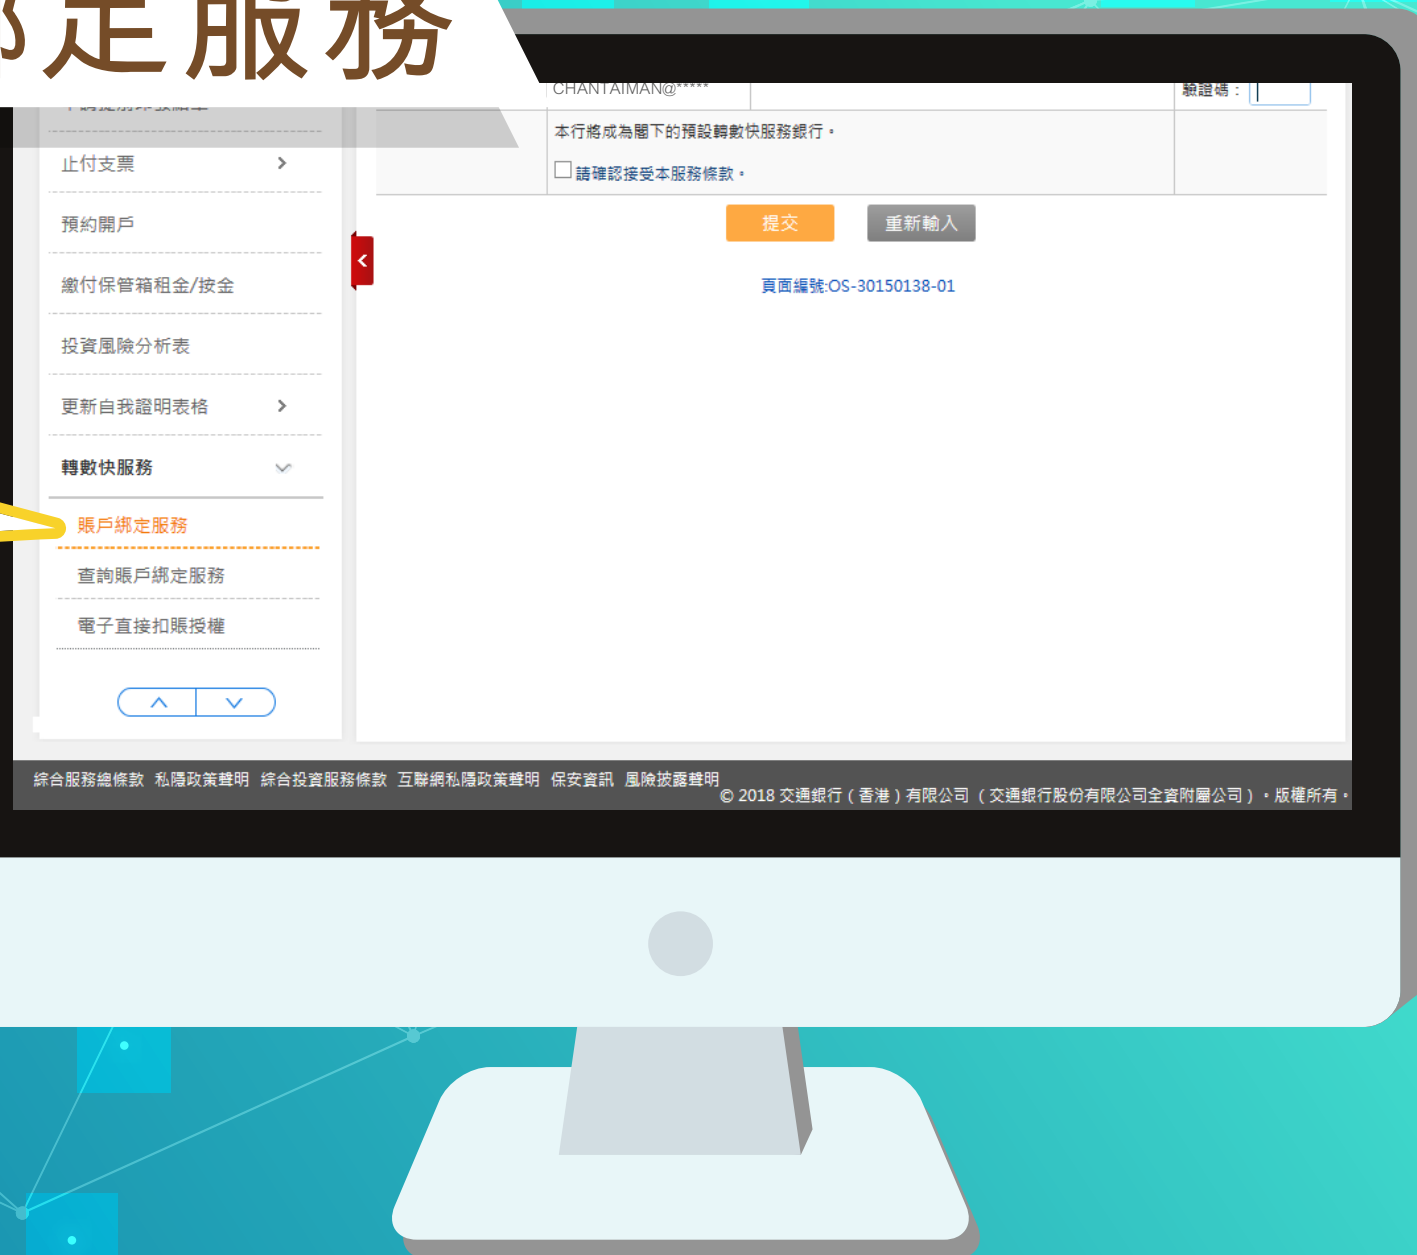 定服務
CHANTAIMAN@*****
驗證碼：
本行將成為閣下的預設轉數快服務銀行。
請確認接受本服務條款。
提交
重新輸入
頁面編號:OS-30150138-01
止付支票
預約開戶
繳付保管箱租金/按金
投資風險分析表
更新自我證明表格
轉數快服務
賬戶綁定服務
查詢賬戶綁定服務
電子直接扣賬授權
綜合服務總條款 私隱政策聲明 綜合投資服務條款 互聯網私隱政策聲明 保安資訊 風險披露聲明
© 2018 交通銀行（香港）有限公司（交通銀行股份有限公司全資附屬公司）。版權所有。